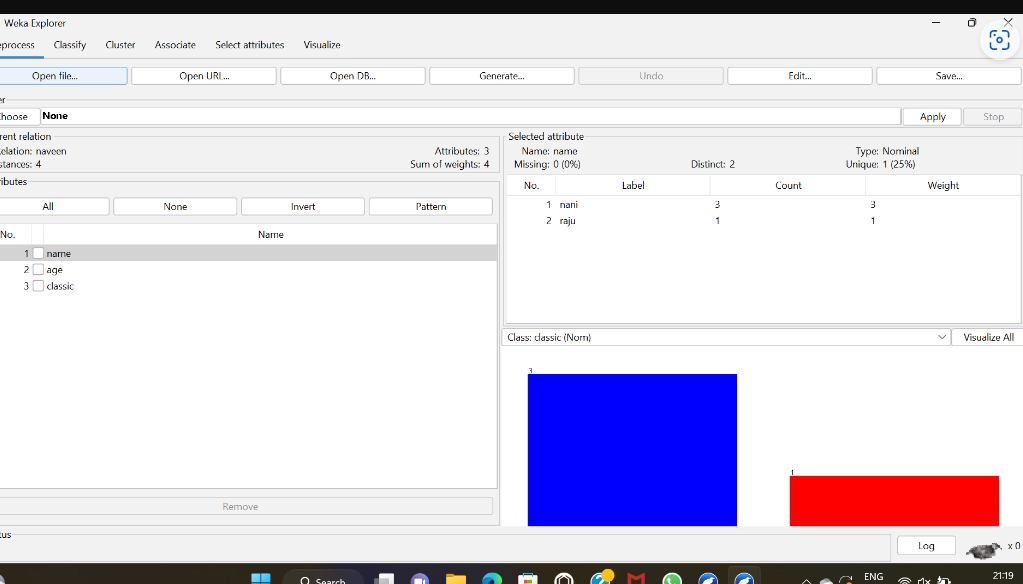 Weka Explorer
eprocess Classify Cluster Associate Select attributes Visualize
Open file... Open URL... Open DB... Generate... Undo Edit... Save...
er
hoose None Apply Stop
rent relation
elation: naveen Attributes: 3
stances: 4 Sum of weights: 4
ributes
All None Invert Pattern
No. Name
1 name
2 age
3 classic
Remove
Selected attribute
Name: name Type: Nominal
Missing: 0 (0%) Distinct: 2 Unique: 1 (25%)
No. Label Count Weight
1 nani 3 3
2 raju 1 1
Class: classic (Nom) Visualize All
3
1
tus
Log x 0
Search ENG 21:19